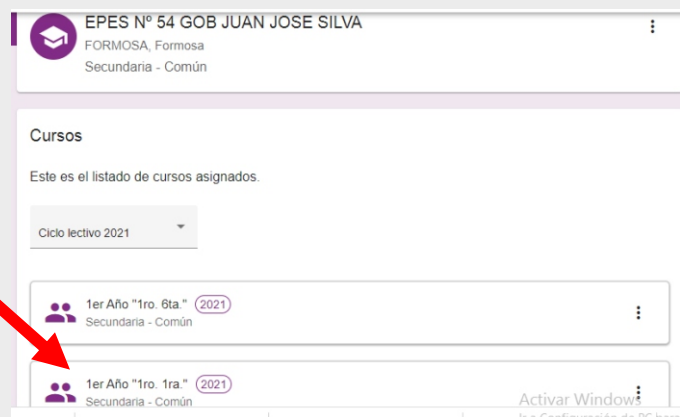 EPES Nº 54 GOB JUAN JOSE SILVA
FORMOSA, Formosa
Secundaria - Común
Cursos
Este es el listado de cursos asignados.
Ciclo lectivo 2021
1er Año "1ro. 6ta." 2021
Secundaria - Común
1er Año "1ro. 1ra." 2021
Secundaria - Común
Activar Windows